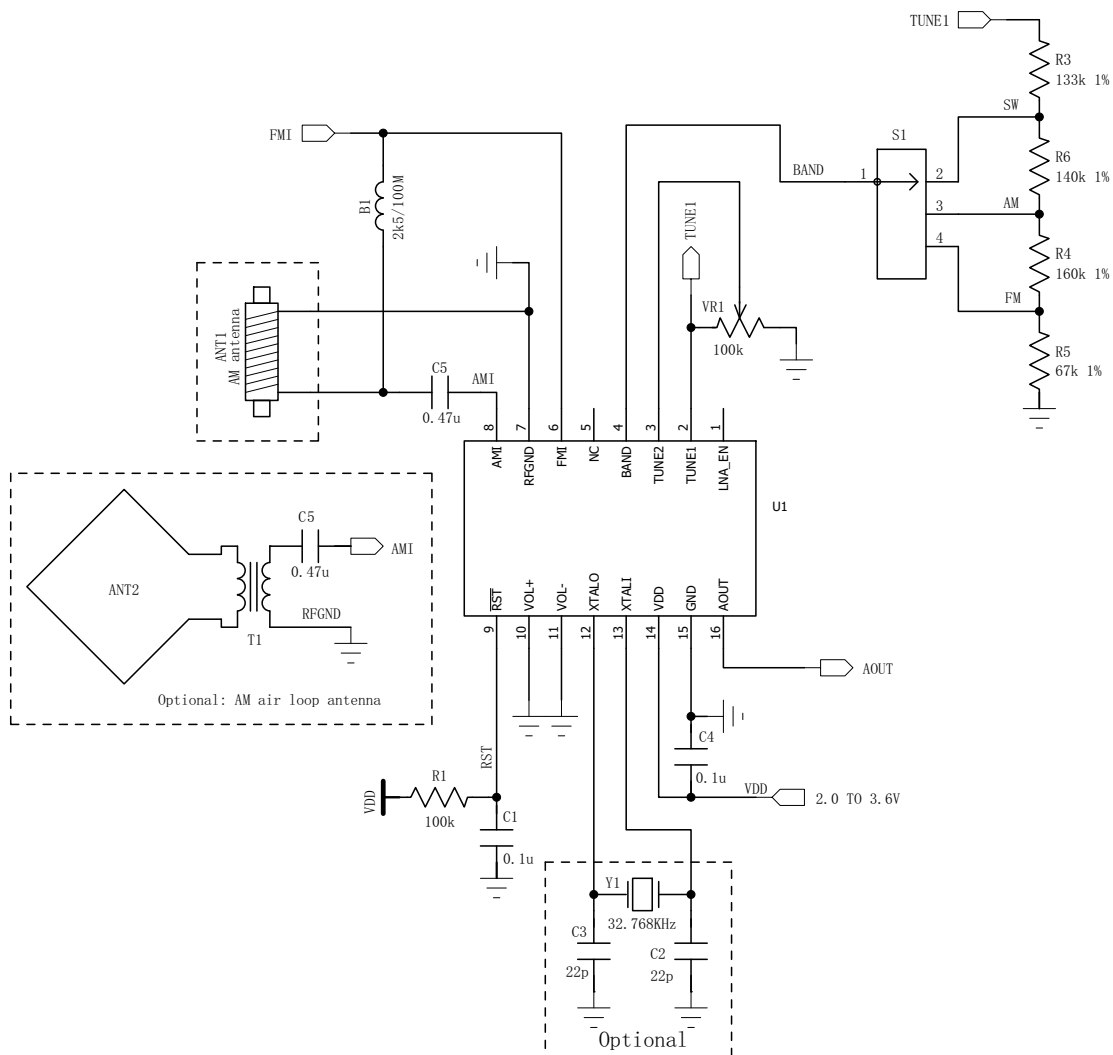 TUNE1
R3
133k 1%
SW
R6
140k 1%
AM
R4
160k 1%
FM
R5
67k 1%
S1
1
2
3
4
BAND
FMI
B1
2k5/100M
TUNE1
VR1
100k
ANT1
AM antenna
C5
0.47u
AMI
8
7
6
5
4
3
2
1
AMI
RFGND
FMI
NC
BAND
TUNE2
TUNE1
LNA_EN
U1
RST
VOL+
VOL-
XTALO
XTALI
VDD
GND
AOUT
9
10
11
12
13
14
15
16
AOUT
ANT2
C5
0.47u
AMI
RFGND
T1
Optional: AM air loop antenna
RST
VDD
R1
100k
C1
0.1u
C4
0.1u
VDD
2.0 TO 3.6V
Y1
32.768KHz
C3
22p
C2
22p
Optional